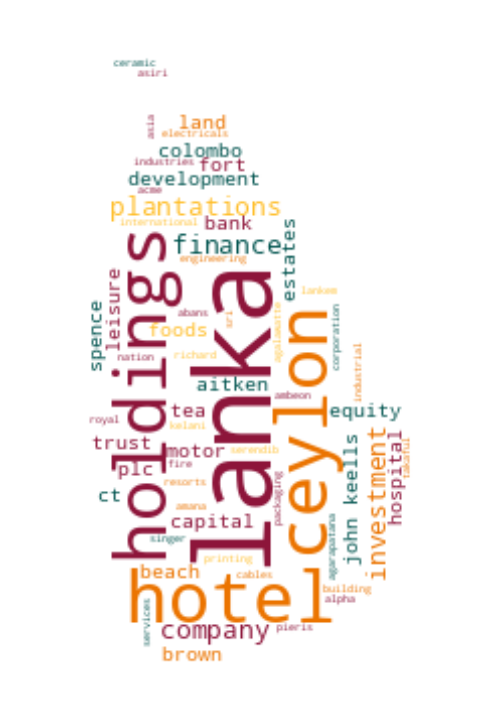 ceramic
asiri
asia
land
electricals
colombo
industries
fort
development
acme
plantations
international
bank
finance
estates
engineering
holdings
lanka
ceylon
lankem
spence
leisure
abans
sri
foods
agalawatte
corporation
nation
richard
industrial
aitken
ambeon
royal
tea
equity
kelani
trust
motor
serendib
plc
fire
john keells
investment
hospital
takaful
ct
resorts
packaging
amana
capital
agarapatana
singer
printing
beach
cables
hotel
building
alpha
services
company
pieris
brown